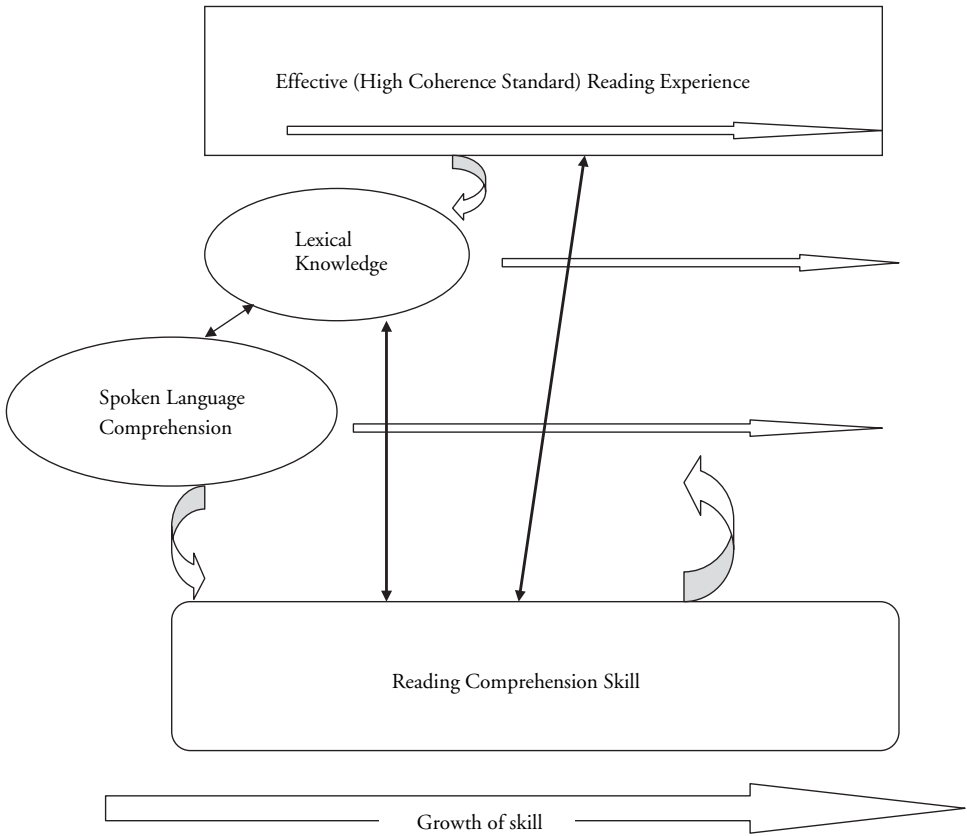 Effective (High Coherence Standard) Reading Experience
Lexical
Knowledge
Spoken Language
Comprehension
Reading Comprehension Skill
Growth of skill